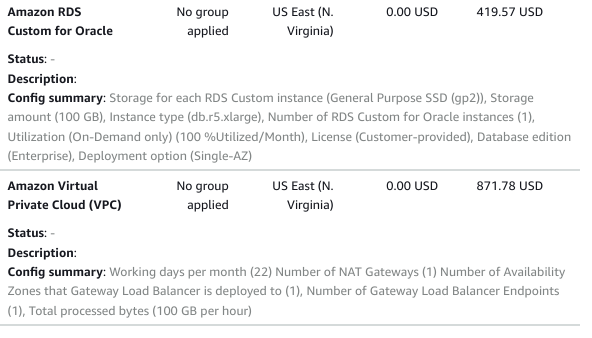 Amazon RDS No group US East (N. 0.00 USD 419.57 USD
Custom for Oracle applied Virginia)
Status: -
Description:
Config summary: Storage for each RDS Custom instance (General Purpose SSD (gp2)), Storage
amount (100 GB), Instance type (db.r5.xlarge), Number of RDS Custom for Oracle instances (1),
Utilization (On-Demand only) (100 %Utilized/Month), License (Customer-provided), Database edition
(Enterprise), Deployment option (Single-AZ)
Amazon Virtual No group US East (N. 0.00 USD 871.78 USD
Private Cloud (VPC) applied Virginia)
Status: -
Description:
Config summary: Working days per month (22) Number of NAT Gateways (1) Number of Availability
Zones that Gateway Load Balancer is deployed to (1), Number of Gateway Load Balancer Endpoints
(1), Total processed bytes (100 GB per hour)